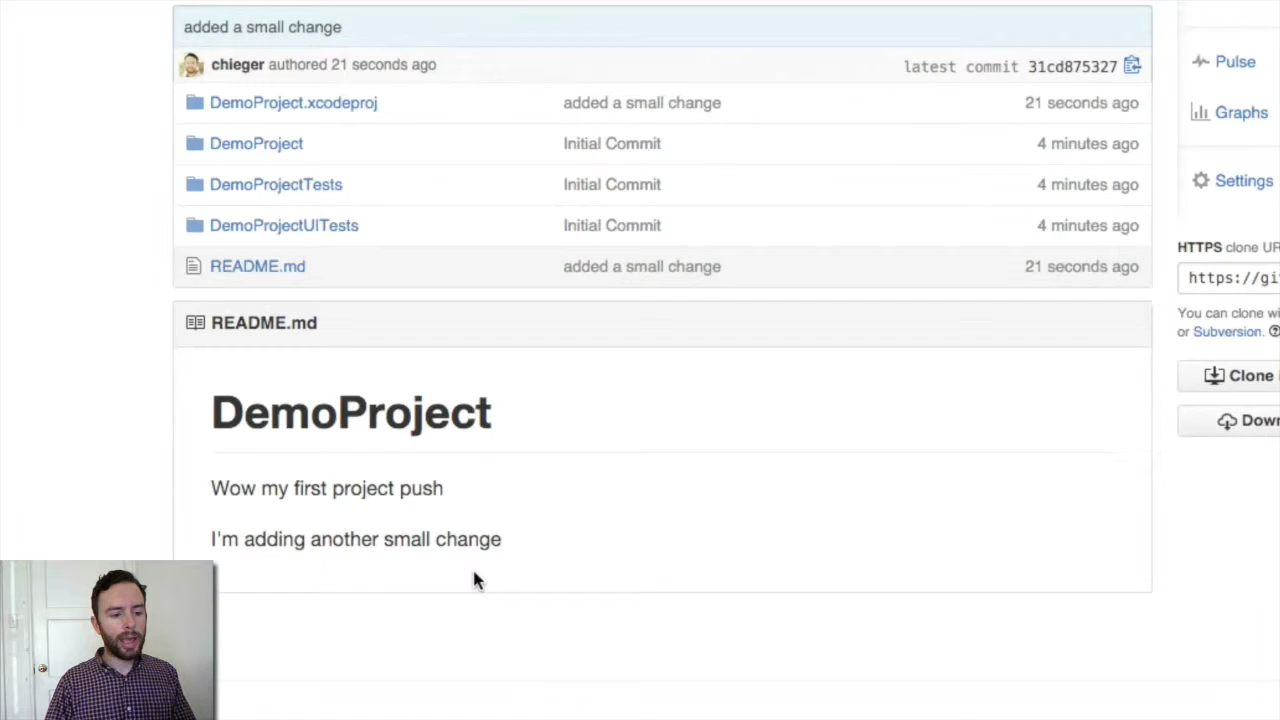 added a small change
chieger authored 21 seconds ago
latest commit 31cd875327
DemoProject.xcodeproj added a small change 21 seconds ago
DemoProject Initial Commit 4 minutes ago
DemoProjectTests Initial Commit 4 minutes ago
DemoProjectUITests Initial Commit 4 minutes ago
README.md added a small change 21 seconds ago
README.md
DemoProject
Wow my first project push
I'm adding another small change
Pulse
Graphs
Settings
HTTPS clone UR
https://gi
You can clone wi
or Subversion.
Clone
Down